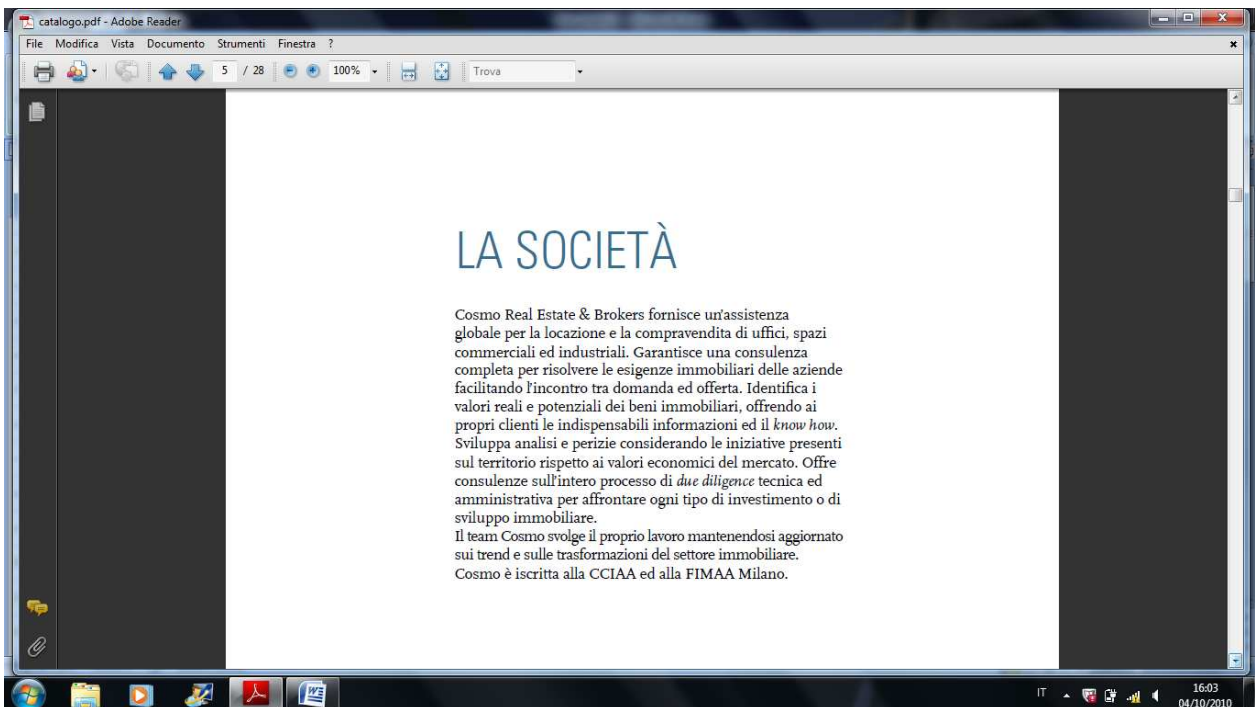 catalogo.pdf - Adobe Reader
File Modifica Vista Documento Strumenti Finestra ?
5 / 28 100% Trova
LA SOCIETÀ
Cosmo Real Estate & Brokers fornisce un'assistenza
globale per la locazione e la compravendita di uffici, spazi
commerciali ed industriali. Garantisce una consulenza
completa per risolvere le esigenze immobiliari delle aziende
facilitando l'incontro tra domanda ed offerta. Identifica i
valori reali e potenziali dei beni immobiliari, offrendo ai
propri clienti le indispensabili informazioni ed il know how.
Sviluppa analisi e perizie considerando le iniziative presenti
sul territorio rispetto ai valori economici del mercato. Offre
consulenze sull'intero processo di due diligence tecnica ed
amministrativa per affrontare ogni tipo di investimento o di
sviluppo immobiliare.
Il team Cosmo svolge il proprio lavoro mantenendosi aggiornato
sui trend e sulle trasformazioni del settore immobiliare.
Cosmo è iscritta alla CCIAA ed alla FIMAA Milano.
IT
16:03
04/10/2010